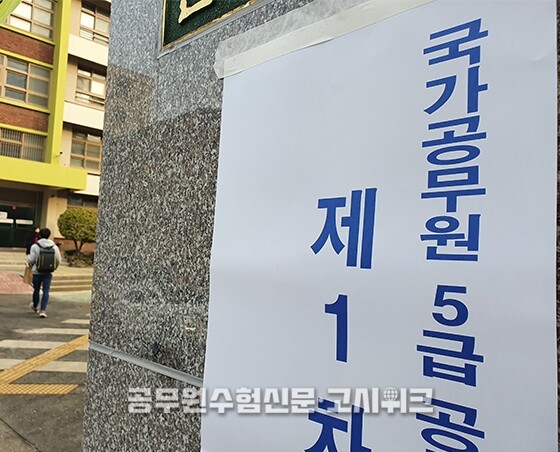 국가공무원 5급 공
제1차
공무원수험신문 고시위크